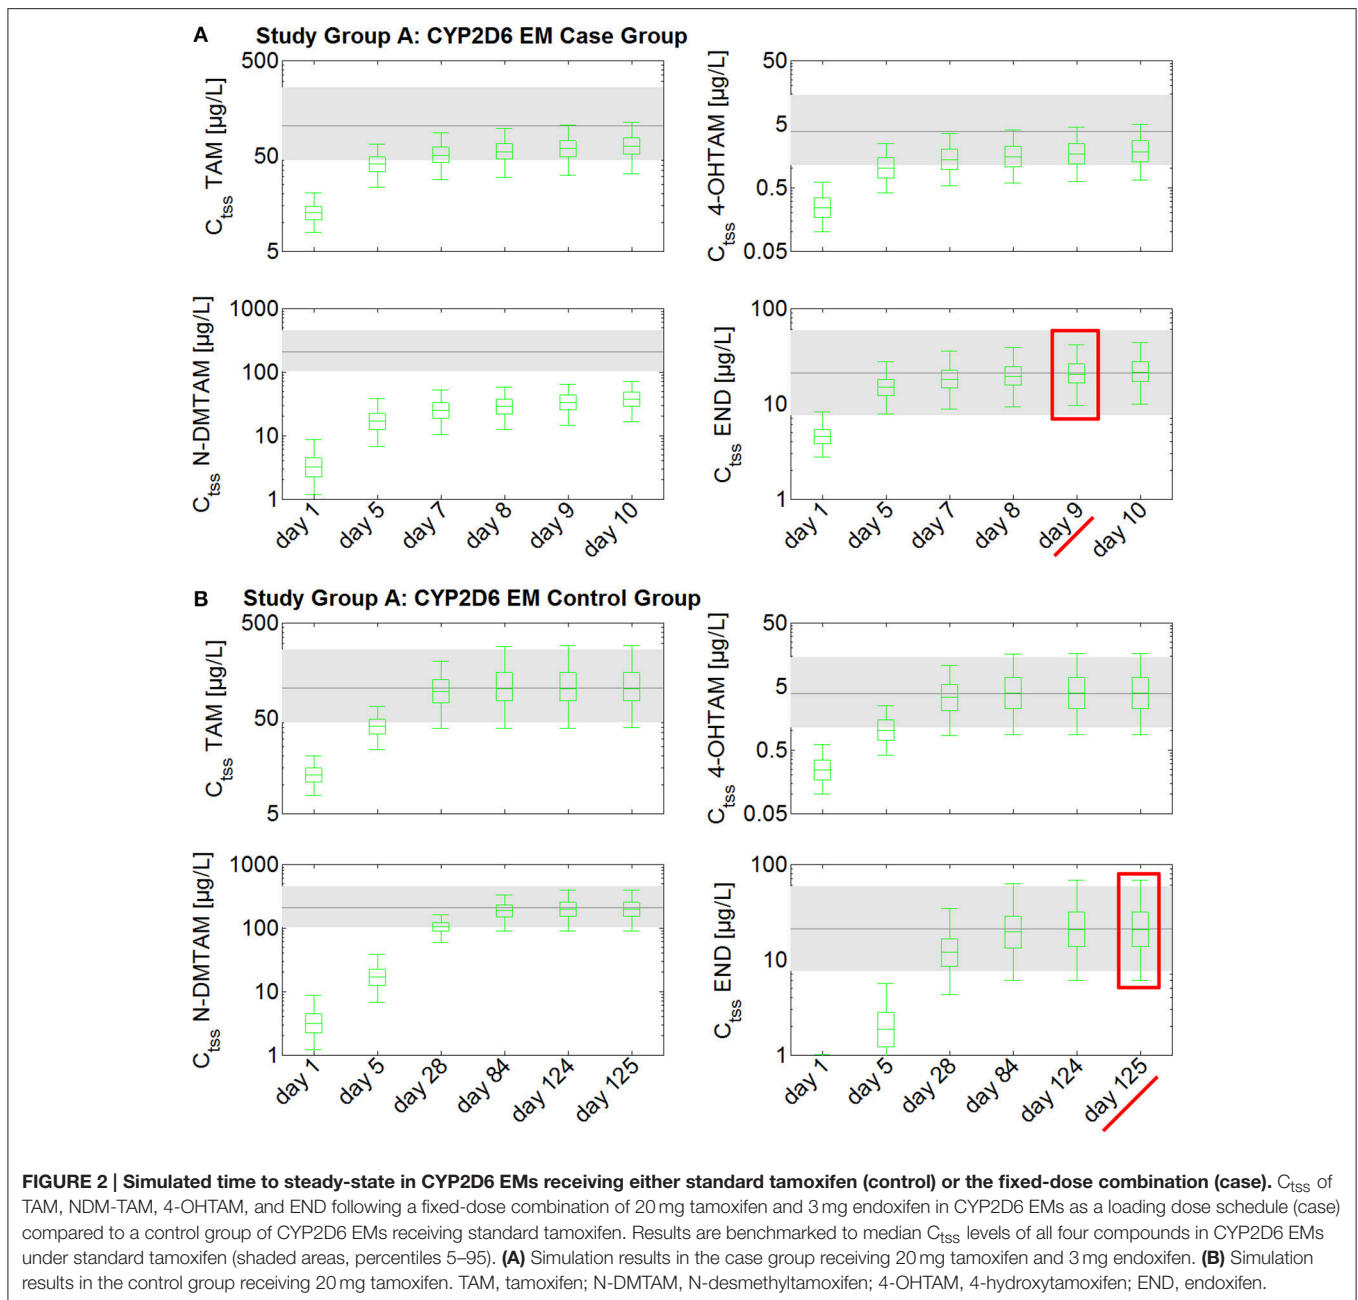 A
Study Group A: CYP2D6 EM Case Group
C_tss TAM [µg/L]
500
50
5
C_tss 4-OHTAM [µg/L]
50
5
0.5
0.05
C_tss N-DMTAM [µg/L]
1000
100
10
1
day 1 day 5 day 7 day 8 day 9 day 10
C_tss END [µg/L]
100
10
1
day 1 day 5 day 7 day 8 day 9 day 10
B
Study Group A: CYP2D6 EM Control Group
C_tss TAM [µg/L]
500
50
5
C_tss 4-OHTAM [µg/L]
50
5
0.5
0.05
C_tss N-DMTAM [µg/L]
1000
100
10
1
day 1 day 5 day 28 day 84 day 124 day 125
C_tss END [µg/L]
100
10
1
day 1 day 5 day 28 day 84 day 124 day 125
FIGURE 2 | Simulated time to steady-state in CYP2D6 EMs receiving either standard tamoxifen (control) or the fixed-dose combination (case). C_tss of
TAM, NDM-TAM, 4-OHTAM, and END following a fixed-dose combination of 20 mg tamoxifen and 3 mg endoxifen in CYP2D6 EMs as a loading dose schedule (case)
compared to a control group of CYP2D6 EMs receiving standard tamoxifen. Results are benchmarked to median C_tss levels of all four compounds in CYP2D6 EMs
under standard tamoxifen (shaded areas, percentiles 5–95). (A) Simulation results in the case group receiving 20 mg tamoxifen and 3 mg endoxifen. (B) Simulation
results in the control group receiving 20 mg tamoxifen. TAM, tamoxifen; N-DMTAM, N-desmethyltamoxifen; 4-OHTAM, 4-hydroxytamoxifen; END, endoxifen.